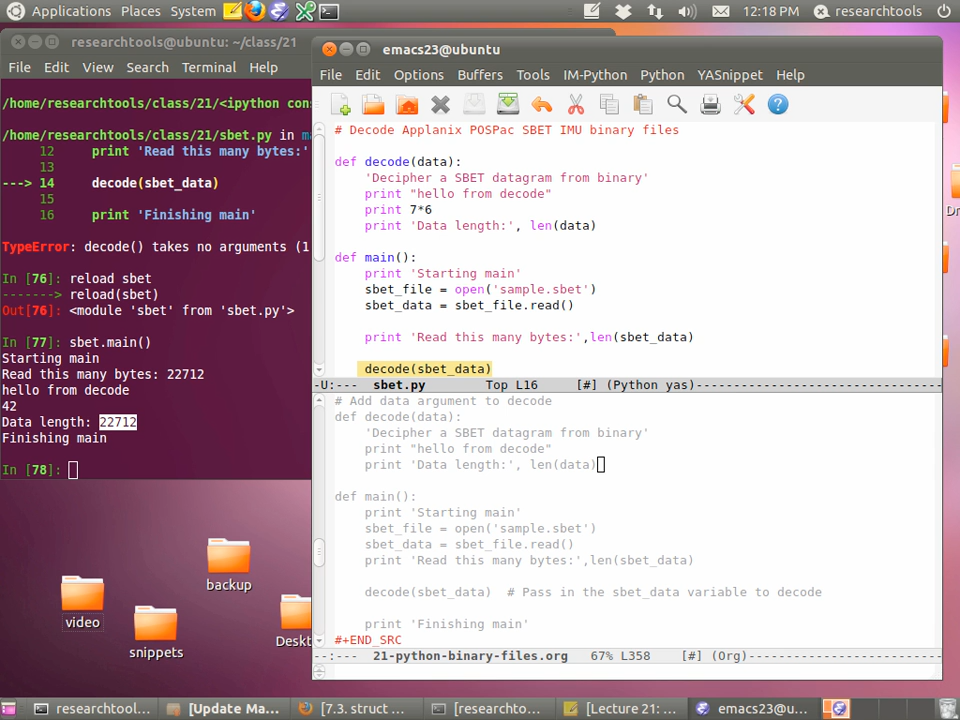 Applications Places System 12:18 PM researchtools
researchtools@ubuntu: ~/class/21
File Edit View Search Terminal Help
/home/researchtools/class/21/<ipython con
/home/researchtools/class/21/sbet.py in m
12 print 'Read this many bytes:'
13
---> 14 decode(sbet_data)
15
16 print 'Finishing main'
TypeError: decode() takes no arguments (1
In [76]: reload sbet
-------> reload(sbet)
Out[76]: <module 'sbet' from 'sbet.py'>
In [77]: sbet.main()
Starting main
Read this many bytes: 22712
hello from decode
42
Data length: 22712
Finishing main
In [78]:
emacs23@ubuntu
File Edit Options Buffers Tools IM-Python Python YASnippet Help
# Decode Applanix POSPac SBET IMU binary files
def decode(data):
'Decipher a SBET datagram from binary'
print "hello from decode"
print 7*6
print 'Data length:', len(data)
def main():
print 'Starting main'
sbet_file = open('sample.sbet')
sbet_data = sbet_file.read()
print 'Read this many bytes:',len(sbet_data)
decode(sbet_data)
-U:--- sbet.py Top L16 [#] (Python yas)--------------------------------
# Add data argument to decode
def decode(data):
'Decipher a SBET datagram from binary'
print "hello from decode"
print 'Data length:', len(data)
def main():
print 'Starting main'
sbet_file = open('sample.sbet')
sbet_data = sbet_file.read()
print 'Read this many bytes:',len(sbet_data)
decode(sbet_data) # Pass in the sbet_data variable to decode
print 'Finishing main'
#+END_SRC
--:--- 21-python-binary-files.org 67% L358 [#] (Org)--------------------------
backup
video
snippets
Deskt
Dr
researchtool... [Update Ma... [7.3. struct ... [researchto... [Lecture 21: ... emacs23@u...